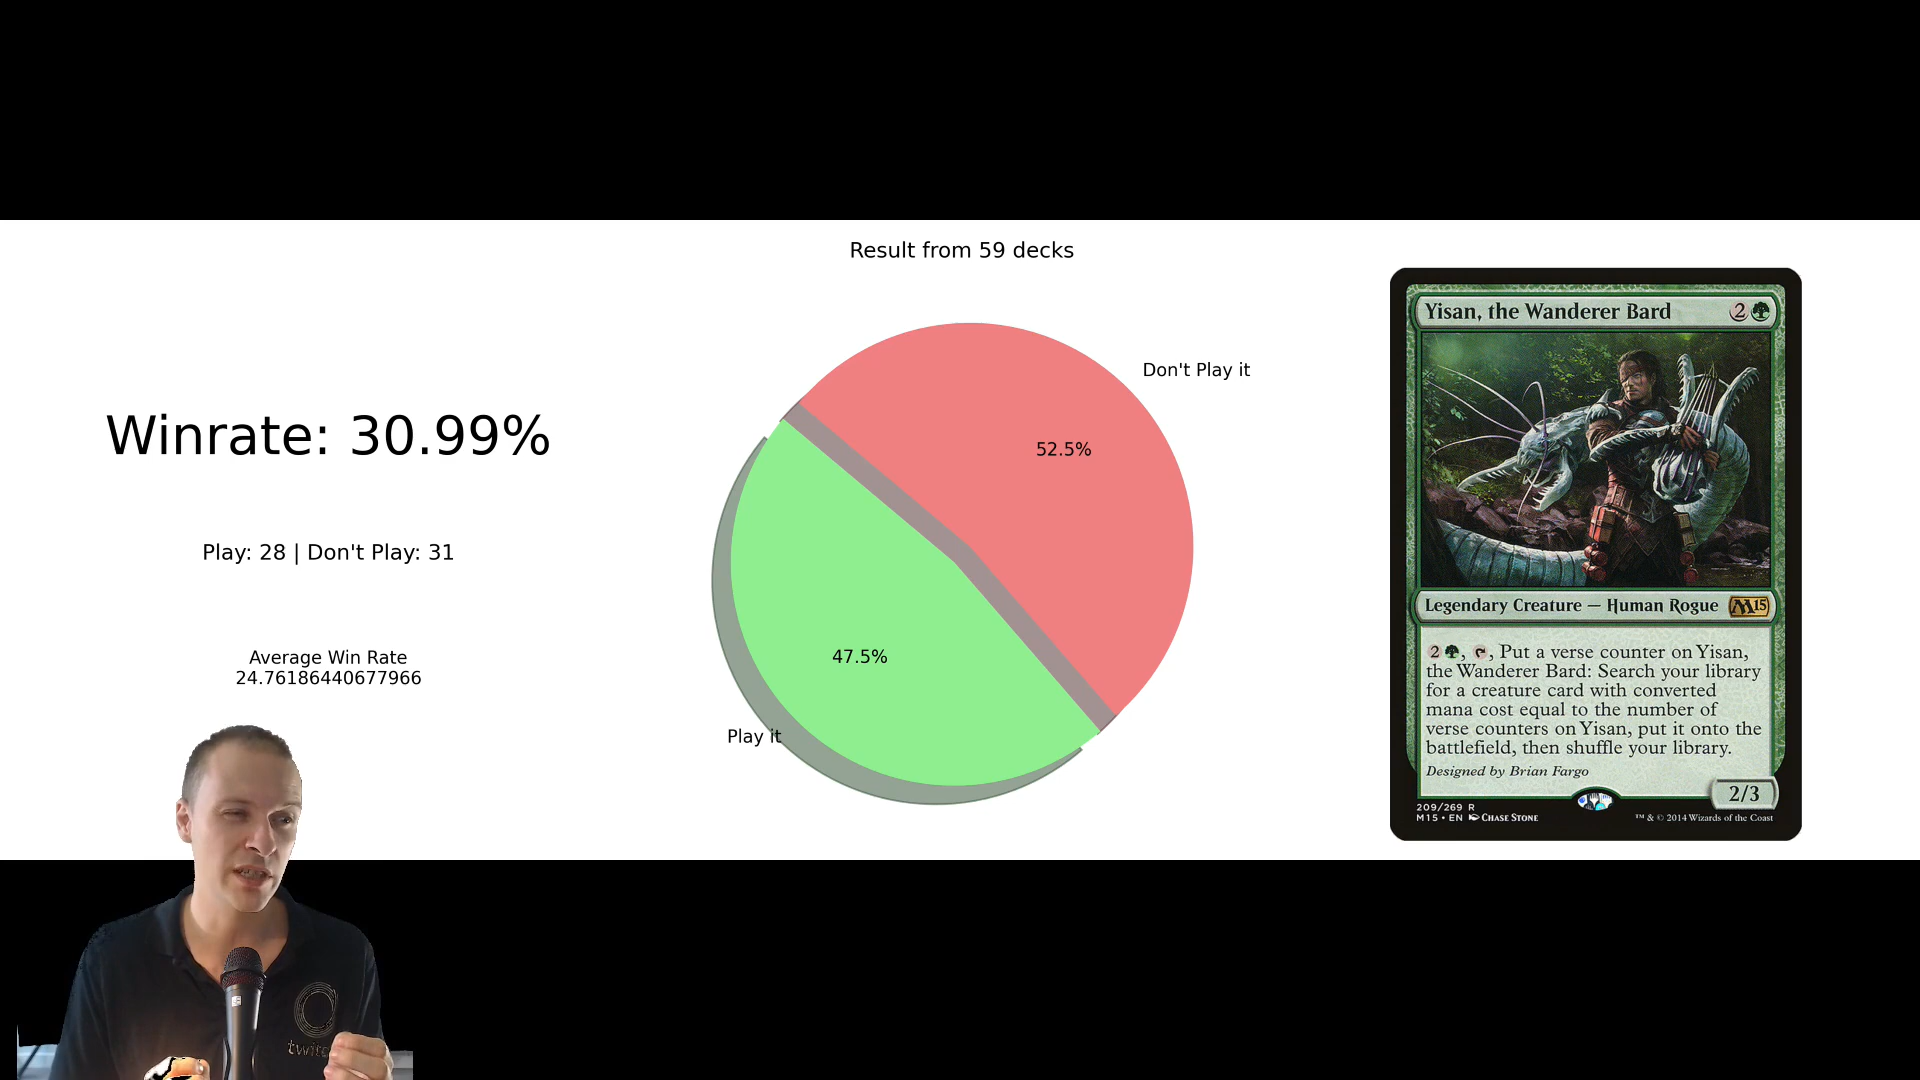 Result from 59 decks
Winrate: 30.99%
Play: 28 | Don't Play: 31
Average Win Rate
24.76186440677966
Don't Play it
52.5%
47.5%
Play it
Yisan, the Wanderer Bard 2
Legendary Creature — Human Rogue M15
2 , , Put a verse counter on Yisan,
the Wanderer Bard: Search your library
for a creature card with converted
mana cost equal to the number of
verse counters on Yisan, put it onto the
battlefield, then shuffle your library.
Designed by Brian Fargo
2/3
209/269 R
M15 • EN Chase Stone
™ & © 2014 Wizards of the Coast